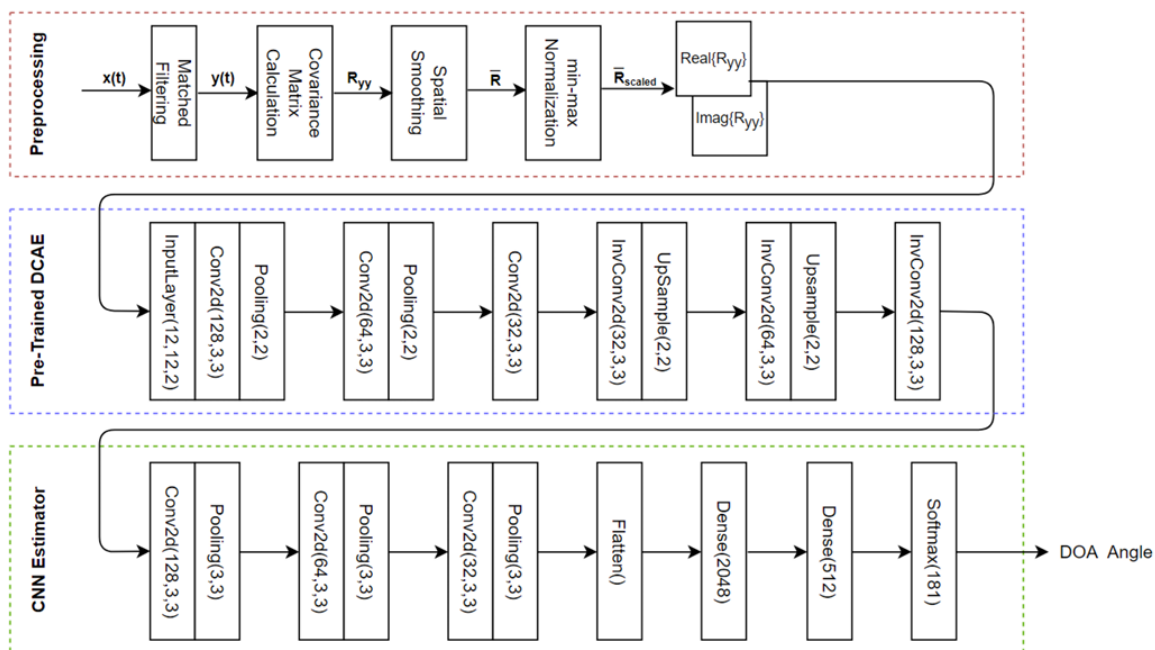 Preprocessing
x(t)
Matched
Filtering
y(t)
Covariance
Matrix
Calculation
Ryy
Spatial
Smoothing
R̅
min-max
Normalization
R̅scaled
Real{Ryy}
Imag{Ryy}
Pre-Trained DCAE
InputLayer(12,12,2)
Conv2d(128,3,3)
Pooling(2,2)
Conv2d(64,3,3)
Pooling(2,2)
Conv2d(32,3,3)
InvConv2d(32,3,3)
UpSample(2,2)
InvConv2d(64,3,3)
Upsample(2,2)
InvConv2d(128,3,3)
CNN Estimator
Conv2d(128,3,3)
Pooling(3,3)
Conv2d(64,3,3)
Pooling(3,3)
Conv2d(32,3,3)
Pooling(3,3)
Flatten()
Dense(2048)
Dense(512)
Softmax(181)
DOA Angle